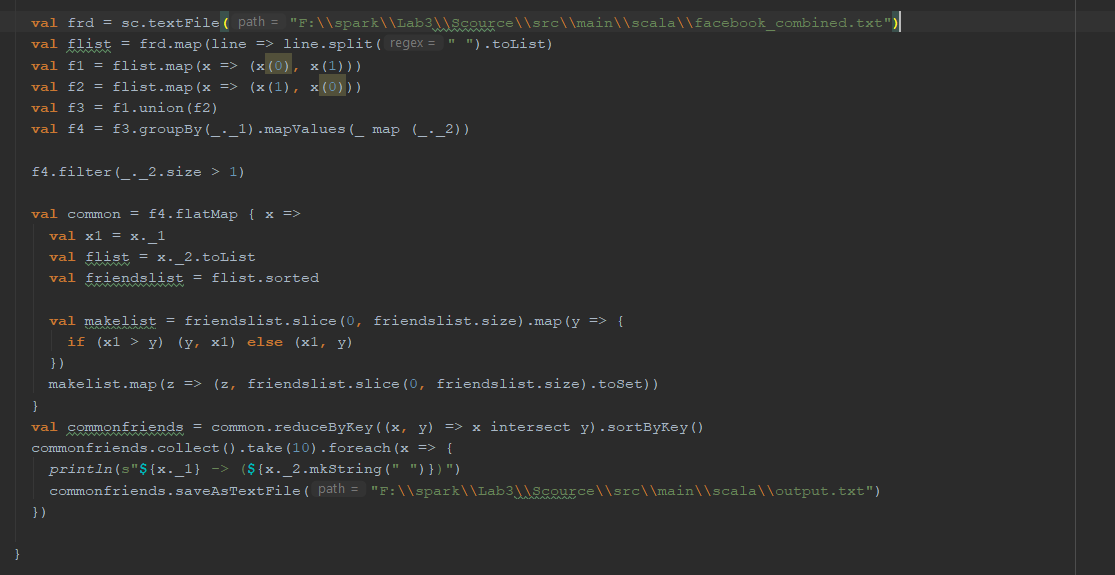 val frd = sc.textFile( path = "F:\\spark\\Lab3\\Scource\\src\\main\\scala\\facebook_combined.txt")
val flist = frd.map(line => line.split( regex = " ").toList)
val f1 = flist.map(x => (x(0), x(1)))
val f2 = flist.map(x => (x(1), x(0)))
val f3 = f1.union(f2)
val f4 = f3.groupBy(_._1).mapValues(_ map (_._2))
f4.filter(_._2.size > 1)
val common = f4.flatMap { x =>
val x1 = x._1
val flist = x._2.toList
val friendslist = flist.sorted
val makelist = friendslist.slice(0, friendslist.size).map(y => {
if (x1 > y) (y, x1) else (x1, y)
})
makelist.map(z => (z, friendslist.slice(0, friendslist.size).toSet))
}
val commonfriends = common.reduceByKey((x, y) => x intersect y).sortByKey()
commonfriends.collect().take(10).foreach(x => {
println(s"${x._1} -> (${x._2.mkString(" ")})")
commonfriends.saveAsTextFile( path = "F:\\spark\\Lab3\\Scource\\src\\main\\scala\\output.txt")
})
}